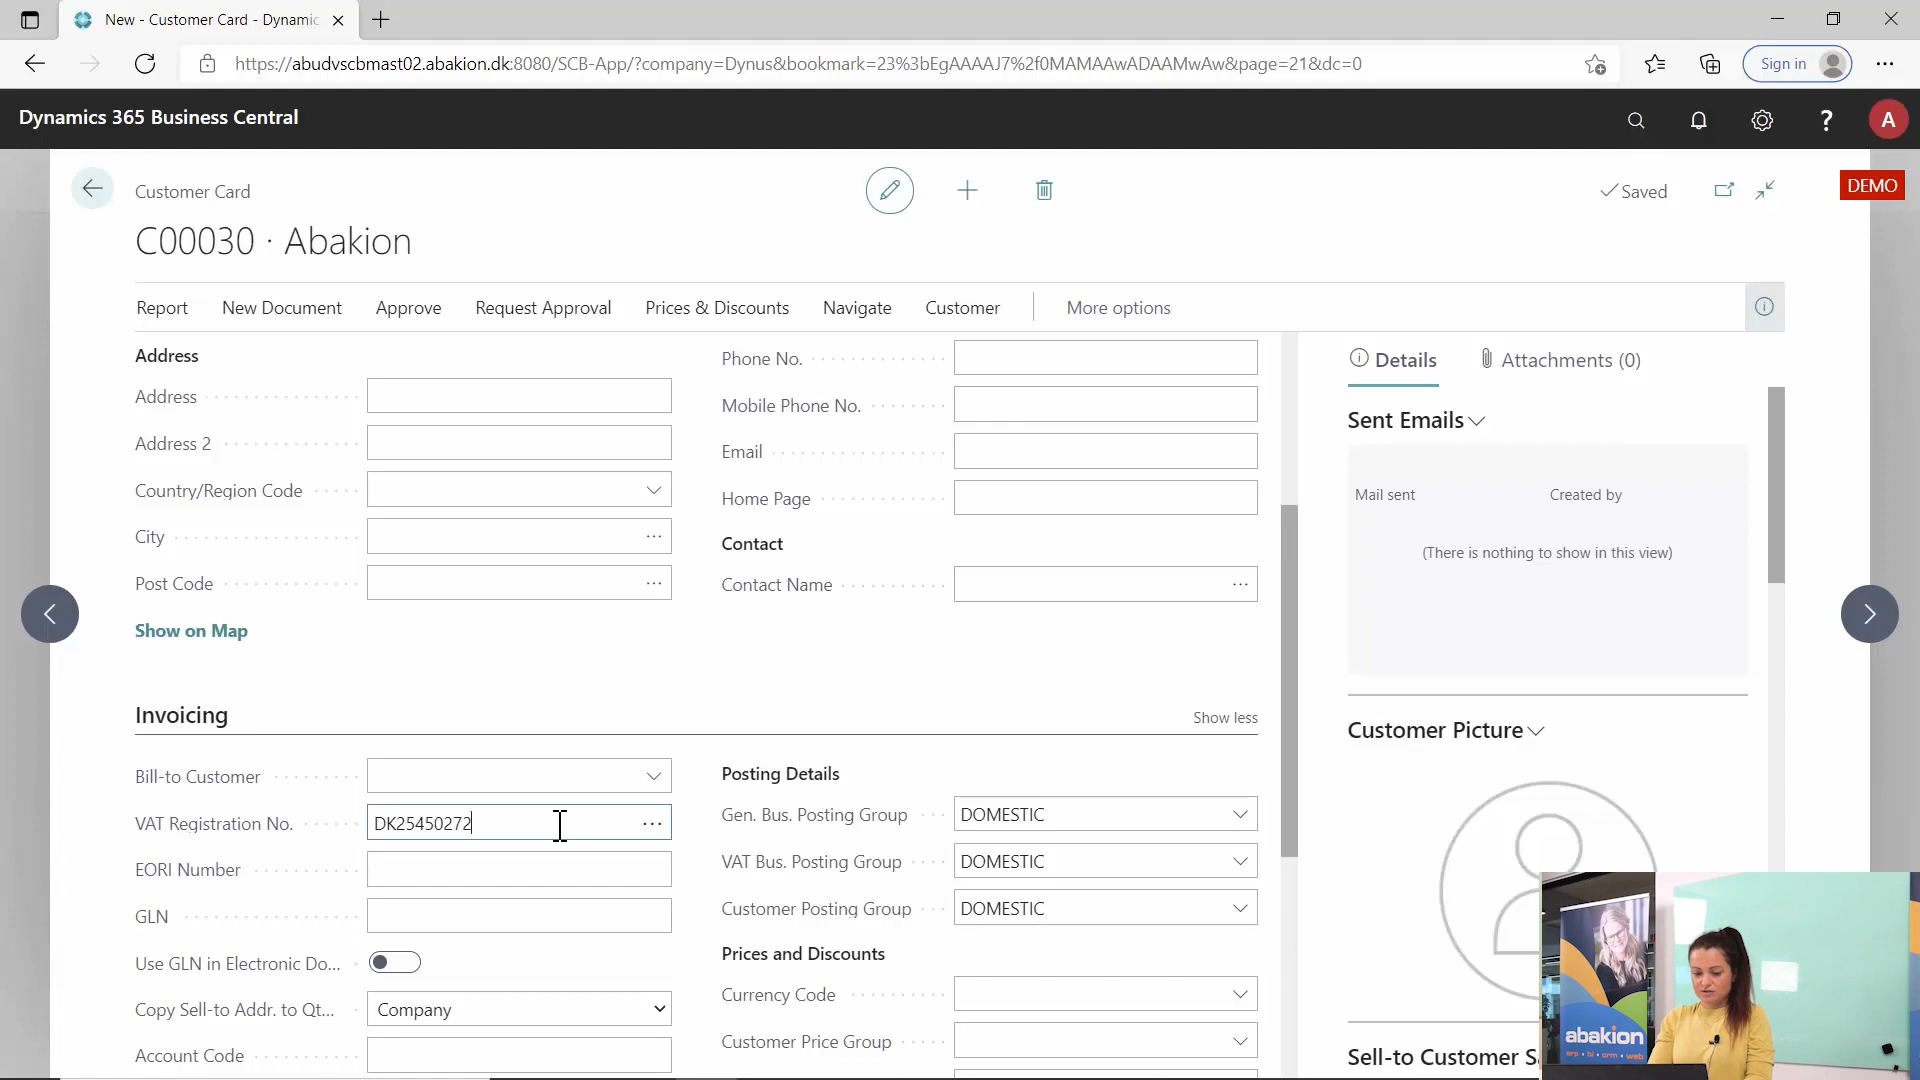 New - Customer Card - Dynamic
https://abudvscbmast02.abakion.dk:8080/SCB-App/?company=Dynus&bookmark=23%3bEgAAAAJ7%2f0MAMAAwADAAMwAw&page=21&dc=0
Sign in
Dynamics 365 Business Central
?
A
Customer Card
Saved
DEMO
C00030 · Abakion
Report
New Document
Approve
Request Approval
Prices & Discounts
Navigate
Customer
More options
Address
Address
Address 2
Country/Region Code
City
Post Code
Show on Map
Phone No.
Mobile Phone No.
Email
Home Page
Contact
Contact Name
Details
Attachments (0)
Sent Emails
Mail sent
Created by
(There is nothing to show in this view)
Invoicing
Show less
Bill-to Customer
VAT Registration No.
DK25450272
EORI Number
GLN
Use GLN in Electronic Do...
Copy Sell-to Addr. to Qt...
Company
Account Code
Posting Details
Gen. Bus. Posting Group
DOMESTIC
VAT Bus. Posting Group
DOMESTIC
Customer Posting Group
DOMESTIC
Prices and Discounts
Currency Code
Customer Price Group
Customer Picture
Sell-to Customer S
abakion
erp • bi • crm • web